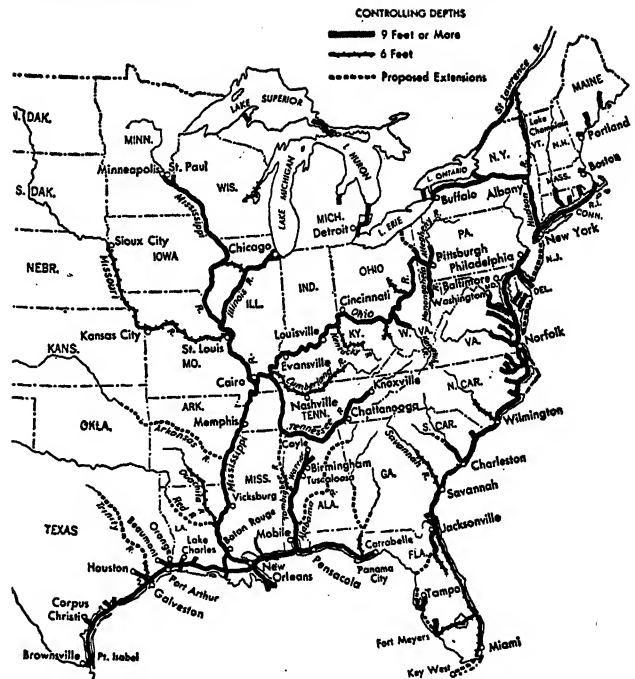 CONTROLLING DEPTHS
9 Feet or More
6 Feet
Proposed Extensions
St. Lawrence R.
MAINE
LAKE SUPERIOR
N. DAK.
MINN.
Lake Champlain
VT.
N.H.
Portland
Minneapolis
St. Paul
WIS.
LAKE MICHIGAN
L. HURON
L. ONTARIO
N.Y.
MASS.
Boston
S. DAK.
Mississippi
MICH.
Detroit
L. ERIE
Buffalo
Albany
Hudson
R.I.
CONN.
Sioux City
IOWA
Chicago
PA.
New York
NEBR.
Missouri
R.
Illinois R.
ILL.
IND.
OHIO
Pittsburgh
Philadelphia
N.J.
Baltimore
Washington
DEL.
Cincinnati
Ohio
R.
Kansas City
St. Louis
MO.
Louisville
KY.
W. VA.
VA.
Norfolk
KANS.
Evansville
Cairo
Cumberland
Knoxville
N. CAR.
Nashville
TENN.
Chattanooga
Tennessee R.
Wilmington
OKLA.
ARK.
Arkansas
R.
Memphis
Mississippi
Coyle
S. CAR.
Savannah R.
Charleston
MISS.
Warrior
Birmingham
Tuscaloosa
GA.
Savannah
Ouachita
Red R.
Vicksburg
ALA.
Alabama
TEXAS
Trinity
R.
LA.
Baton Rouge
Mobile
Carrabelle
Jacksonville
Beaumont
Orange
Lake Charles
FLA.
Houston
Port Arthur
New Orleans
Pensacola
Panama City
Galveston
Tampa
Corpus Christi
Fort Meyers
Miami
Brownsville
Pt. Isabel
Key West